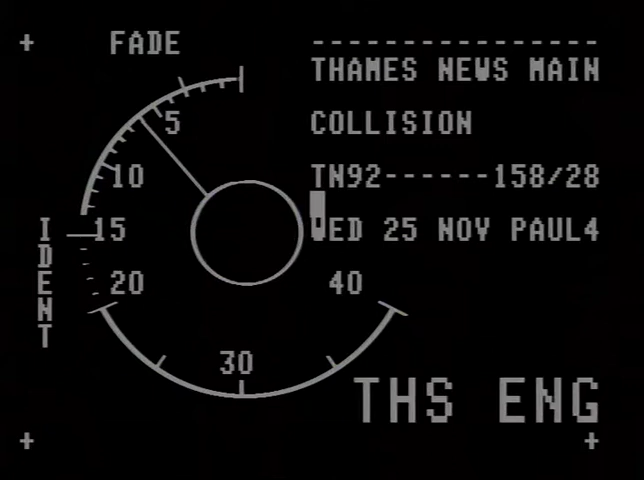 FADE
----------------
THAMES NEWS MAIN
COLLISION
TN92------158/28
WED 25 NOV PAUL4
5
10
15
20
30
40
IDENT
THS ENG